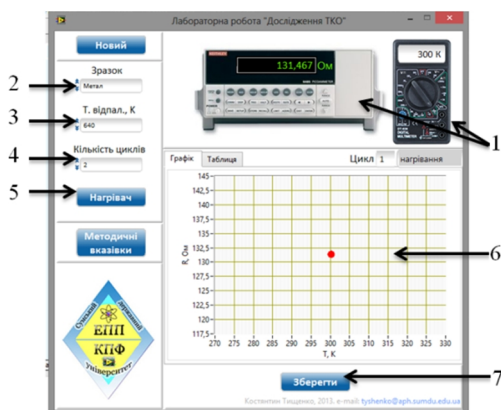 Лабораторна робота "Дослідження ТКО"
Новий
Зразок
2
Метал
Т. відпал., К
3
640
Кількість циклів
4
2
5
Нагрівач
Методичні
вказівки
Сумський
державний
ЕПП
КПФ
університет
131,467 Ом
300 К
1
Графік
Таблиця
Цикл 1 нагрівання
R, Ом
145
142,5
140
137,5
135
132,5
130
127,5
125
122,5
120
117,5
6
270 275 280 285 290 295 300 305 310 315 320 325 330
Т, К
Зберегти
7
Костянтин Тищенко, 2013, e-mail: tyshenko@aph.sumdu.edu.ua